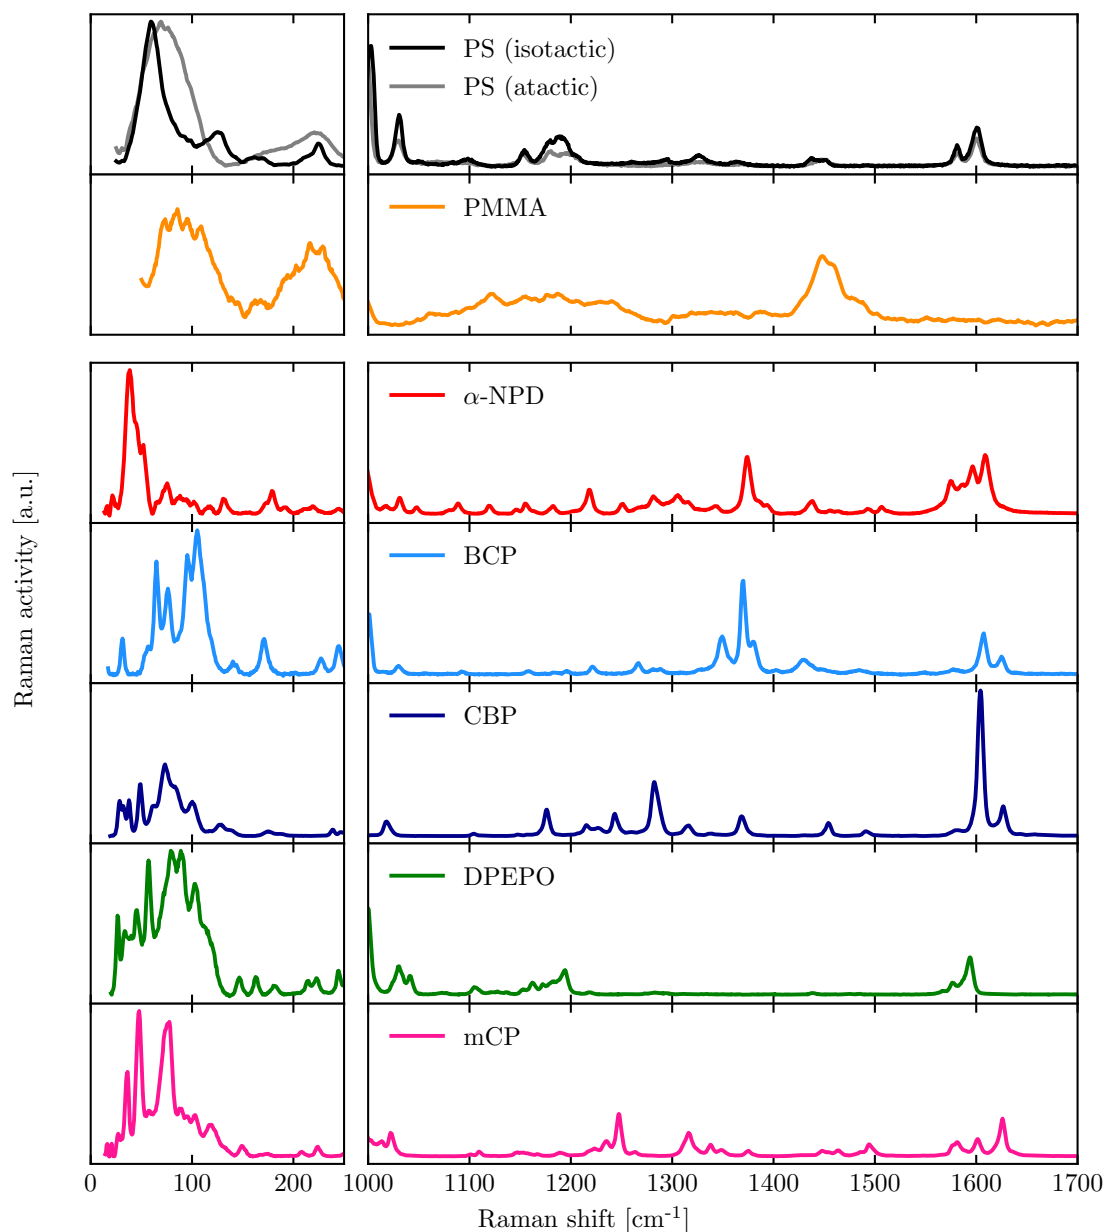 PS (isotactic)
PS (atactic)
PMMA
α-NPD
BCP
CBP
DPEPO
mCP
Raman activity [a.u.]
0 100 200 1000 1100 1200 1300 1400 1500 1600 1700
Raman shift [cm⁻¹]